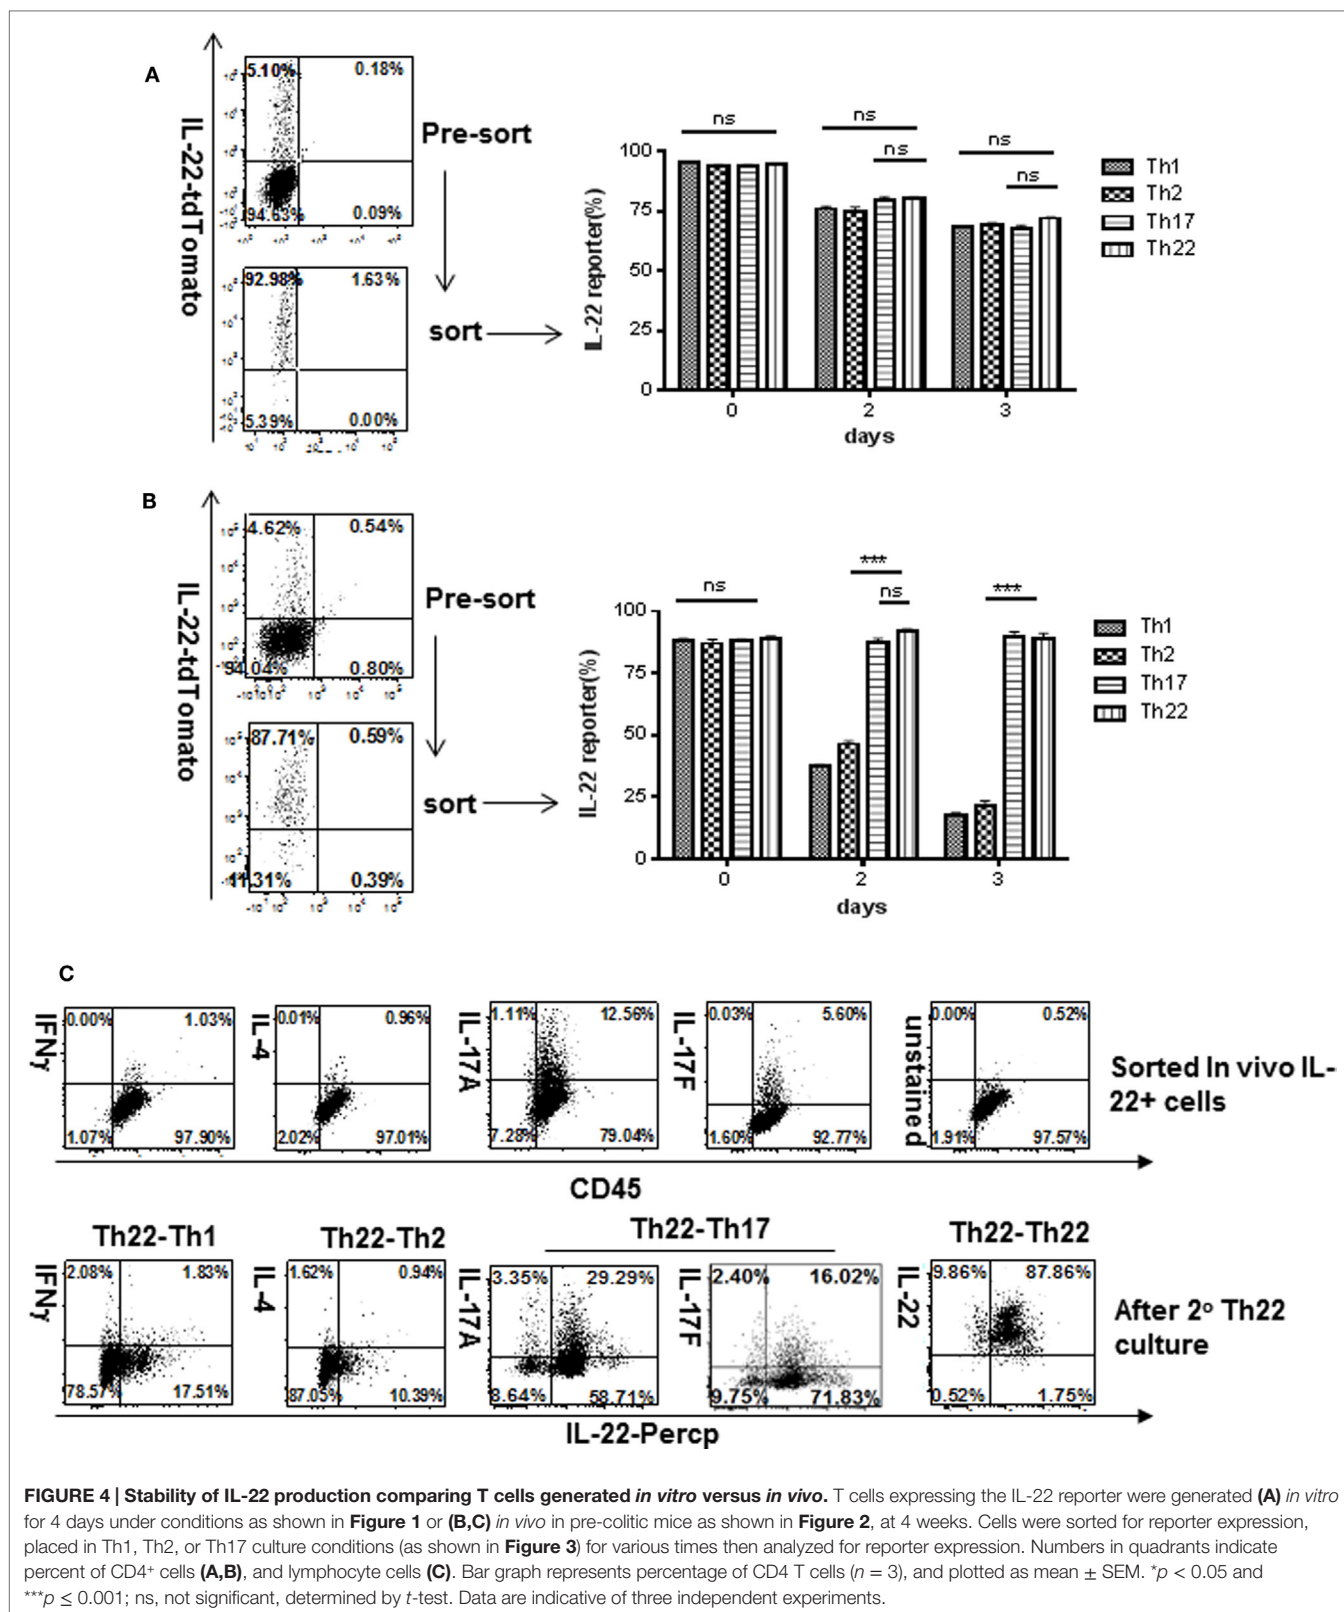 A
IL-22-tdTomato
5.10% 0.18%
94.63% 0.09%
Pre-sort
92.98% 1.63%
5.39% 0.00%
sort
ns ns ns
ns ns
IL-22 reporter(%)
100
75
50
25
0
0 2 3
days
Th1
Th2
Th17
Th22
B
IL-22-tdTomato
4.62% 0.54%
94.04% 0.80%
Pre-sort
87.71% 0.59%
11.31% 0.39%
sort
ns *** ***
ns
IL-22 reporter(%)
100
75
50
25
0
0 2 3
days
Th1
Th2
Th17
Th22
C
IFNγ
0.00% 1.03%
1.07% 97.90%
IL-4
0.01% 0.96%
2.02% 97.01%
IL-17A
1.11% 12.56%
7.28% 79.04%
IL-17F
0.03% 5.60%
1.60% 92.77%
unstained
0.00% 0.52%
1.91% 97.57%
Sorted In vivo IL-
22+ cells
CD45
Th22-Th1 Th22-Th2 Th22-Th17 Th22-Th22
IFNγ
2.08% 1.83%
78.57% 17.51%
IL-4
1.62% 0.94%
87.05% 10.39%
IL-17A
3.35% 29.29%
8.64% 58.71%
IL-17F
2.40% 16.02%
9.75% 71.83%
IL-22
9.86% 87.86%
0.52% 1.75%
After 2º Th22
culture
IL-22-Percp
FIGURE 4 | Stability of IL-22 production comparing T cells generated in vitro versus in vivo. T cells expressing the IL-22 reporter were generated (A) in vitro
for 4 days under conditions as shown in Figure 1 or (B,C) in vivo in pre-colitic mice as shown in Figure 2, at 4 weeks. Cells were sorted for reporter expression,
placed in Th1, Th2, or Th17 culture conditions (as shown in Figure 3) for various times then analyzed for reporter expression. Numbers in quadrants indicate
percent of CD4⁺ cells (A,B), and lymphocyte cells (C). Bar graph represents percentage of CD4 T cells (n = 3), and plotted as mean ± SEM. *p < 0.05 and
***p ≤ 0.001; ns, not significant, determined by t-test. Data are indicative of three independent experiments.